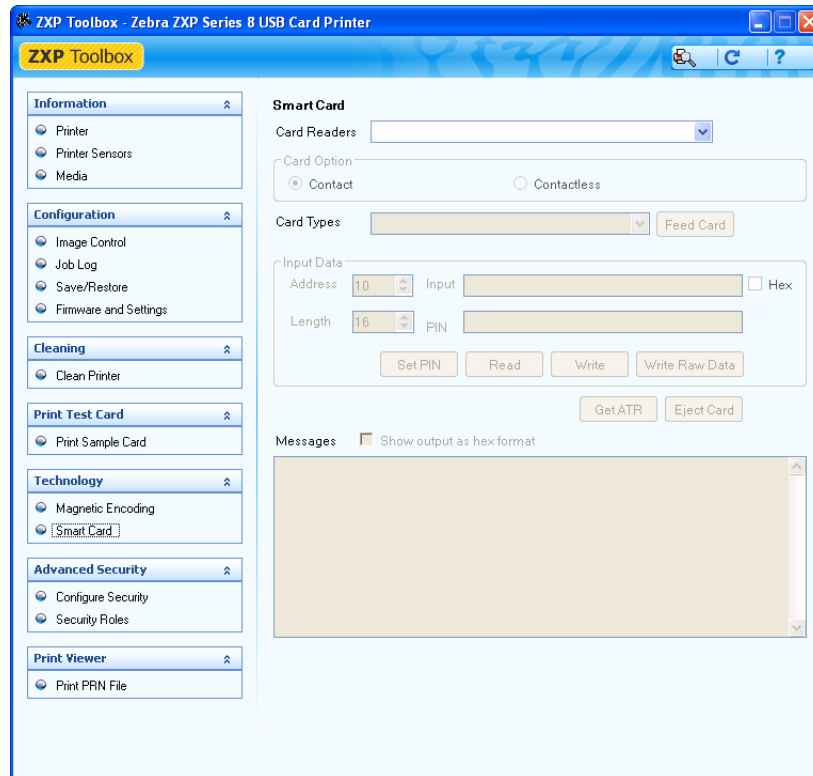 ZXP Toolbox - Zebra ZXP Series 8 USB Card Printer
ZXP Toolbox
?
Information
Printer
Printer Sensors
Media
Configuration
Image Control
Job Log
Save/Restore
Firmware and Settings
Cleaning
Clean Printer
Print Test Card
Print Sample Card
Technology
Magnetic Encoding
Smart Card
Advanced Security
Configure Security
Security Roles
Print Viewer
Print PRN File
Smart Card
Card Readers
Card Option
Contact Contactless
Card Types Feed Card
Input Data
Address 10 Input Hex
Length 16 PIN
Set PIN Read Write Write Raw Data
Get ATR Eject Card
Messages Show output as hex format